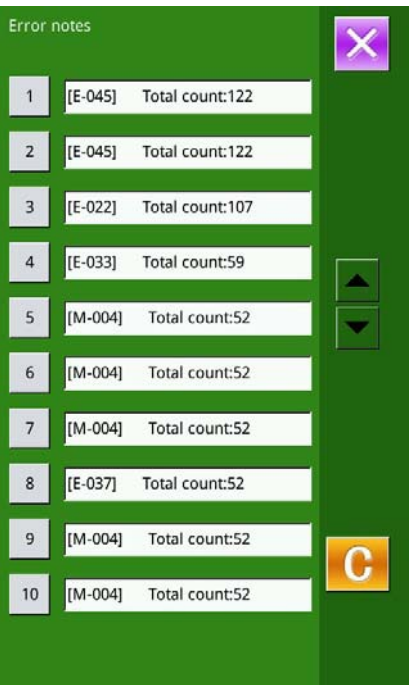 Error notes
1 [E-045] Total count:122
2 [E-045] Total count:122
3 [E-022] Total count:107
4 [E-033] Total count:59
5 [M-004] Total count:52
6 [M-004] Total count:52
7 [M-004] Total count:52
8 [E-037] Total count:52
9 [M-004] Total count:52
C
10 [M-004] Total count:52